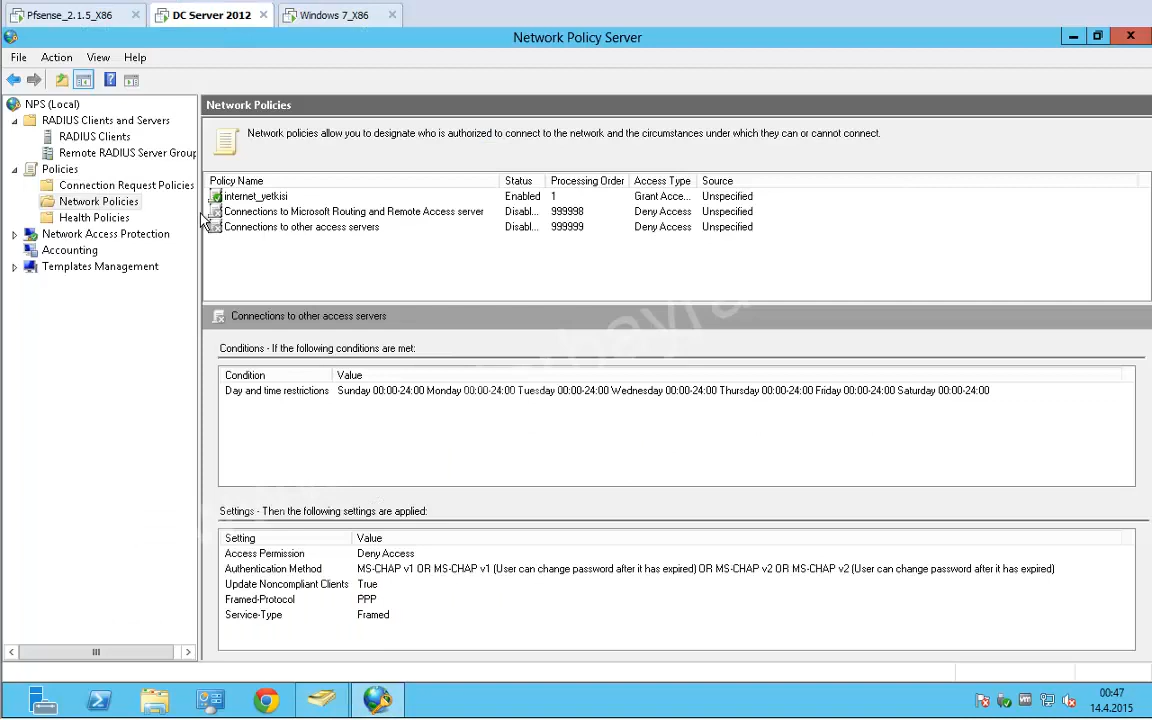 Pfsense_2.1.5_X86
DC Server 2012
Windows 7_X86
Network Policy Server
File Action View Help
NPS (Local)
RADIUS Clients and Servers
RADIUS Clients
Remote RADIUS Server Group
Policies
Connection Request Policies
Network Policies
Health Policies
Network Access Protection
Accounting
Templates Management
Network Policies
Network policies allow you to designate who is authorized to connect to the network and the circumstances under which they can or cannot connect.
Policy Name Status Processing Order Access Type Source
internet_yetkisi Enabled 1 Grant Acce... Unspecified
Connections to Microsoft Routing and Remote Access server Disabl... 999998 Deny Access Unspecified
Connections to other access servers Disabl... 999999 Deny Access Unspecified
Connections to other access servers
Conditions - If the following conditions are met:
Condition Value
Day and time restrictions Sunday 00:00-24:00 Monday 00:00-24:00 Tuesday 00:00-24:00 Wednesday 00:00-24:00 Thursday 00:00-24:00 Friday 00:00-24:00 Saturday 00:00-24:00
Settings - Then the following settings are applied:
Setting Value
Access Permission Deny Access
Authentication Method MS-CHAP v1 OR MS-CHAP v1 (User can change password after it has expired) OR MS-CHAP v2 OR MS-CHAP v2 (User can change password after it has expired)
Update Noncompliant Clients True
Framed-Protocol PPP
Service-Type Framed
00:47
14.4.2015